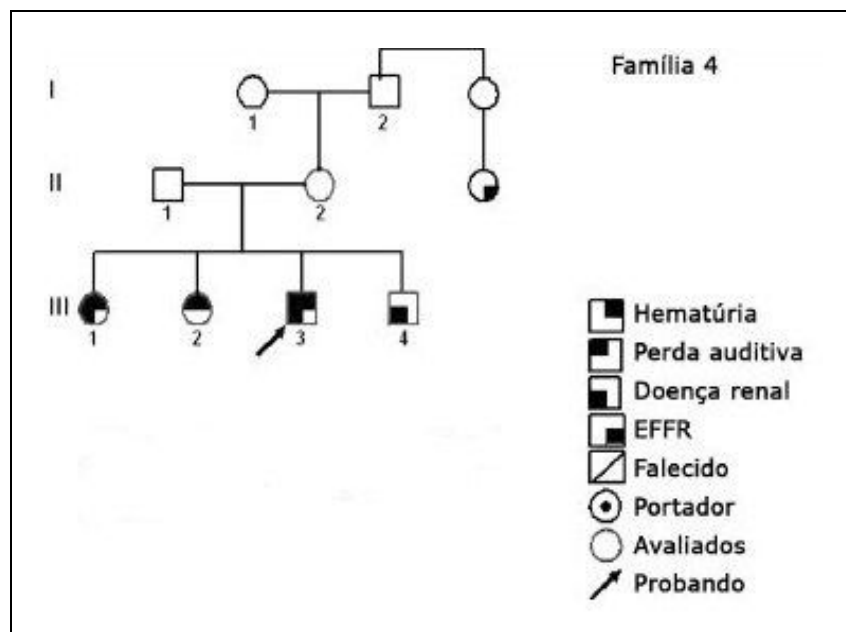 I
Família 4
1
2
II
1
2
III
1
2
3
4
Hematúria
Perda auditiva
Doença renal
EFFR
Falecido
Portador
Avaliados
Probando